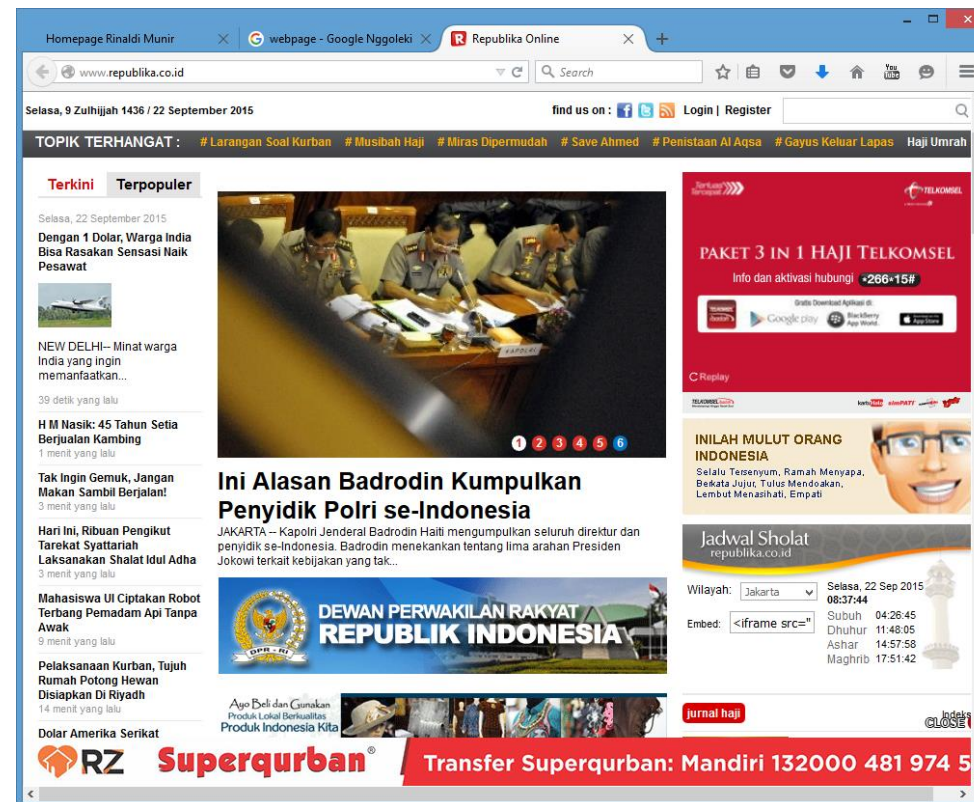 Homepage Rinaldi Munir
webpage - Google Nggoleki
Republika Online
www.republika.co.id
Search
You
Tube
Selasa, 9 Zulhijjah 1436 / 22 September 2015
find us on :
Login | Register
TOPIK TERHANGAT :
# Larangan Soal Kurban
# Musibah Haji
# Miras Dipermudah
# Save Ahmed
# Penistaan Al Aqsa
# Gayus Keluar Lapas
Haji Umrah
Terkini
Terpopuler
Selasa, 22 September 2015
Dengan 1 Dolar, Warga India
Bisa Rasakan Sensasi Naik
Pesawat
NEW DELHI-- Minat warga
India yang ingin
memanfaatkan...
39 detik yang lalu
H M Nasik: 45 Tahun Setia
Berjualan Kambing
1 menit yang lalu
Tak Ingin Gemuk, Jangan
Makan Sambil Berjalan!
3 menit yang lalu
Hari Ini, Ribuan Pengikut
Tarekat Syattariah
Laksanakan Shalat Idul Adha
3 menit yang lalu
Mahasiswa UI Ciptakan Robot
Terbang Pemadam Api Tanpa
Awak
9 menit yang lalu
Pelaksanaan Kurban, Tujuh
Rumah Potong Hewan
Disiapkan Di Riyadh
14 menit yang lalu
Dolar Amerika Serikat
KAPOLRI
1 2 3 4 5 6
Ini Alasan Badrodin Kumpulkan
Penyidik Polri se-Indonesia
JAKARTA -- Kapolri Jenderal Badrodin Haiti mengumpulkan seluruh direktur dan
penyidik se-Indonesia. Badrodin menekankan tentang lima arahan Presiden
Jokowi terkait kebijakan yang tak...
DPR - RI
DEWAN PERWAKILAN RAKYAT
REPUBLIK INDONESIA
Ayo Beli dan Gunakan
Produk Lokal Berkualitas
Produk Indonesia Kita
TELKOMSEL
PAKET 3 IN 1 HAJI TELKOMSEL
Info dan aktivasi hubungi *266*15#
Gratis Download Aplikasi di:
Google play
BlackBerry
App World.
App Store
Replay
simPATI
INILAH MULUT ORANG
INDONESIA
Selalu Tersenyum, Ramah Menyapa,
Berkata Jujur, Tulus Mendoakan,
Lembut Menasihati, Empati
Jadwal Sholat
republika.co.id
Wilayah: Jakarta
Selasa, 22 Sep 2015
08:37:44
Embed: <iframe src="
Subuh 04:26:45
Dhuhur 11:48:05
Ashar 14:57:58
Maghrib 17:51:42
jurnal haji
Indeks
CLOSE
RZ
Superqurban®
Transfer Superqurban: Mandiri 132000 481 974 5